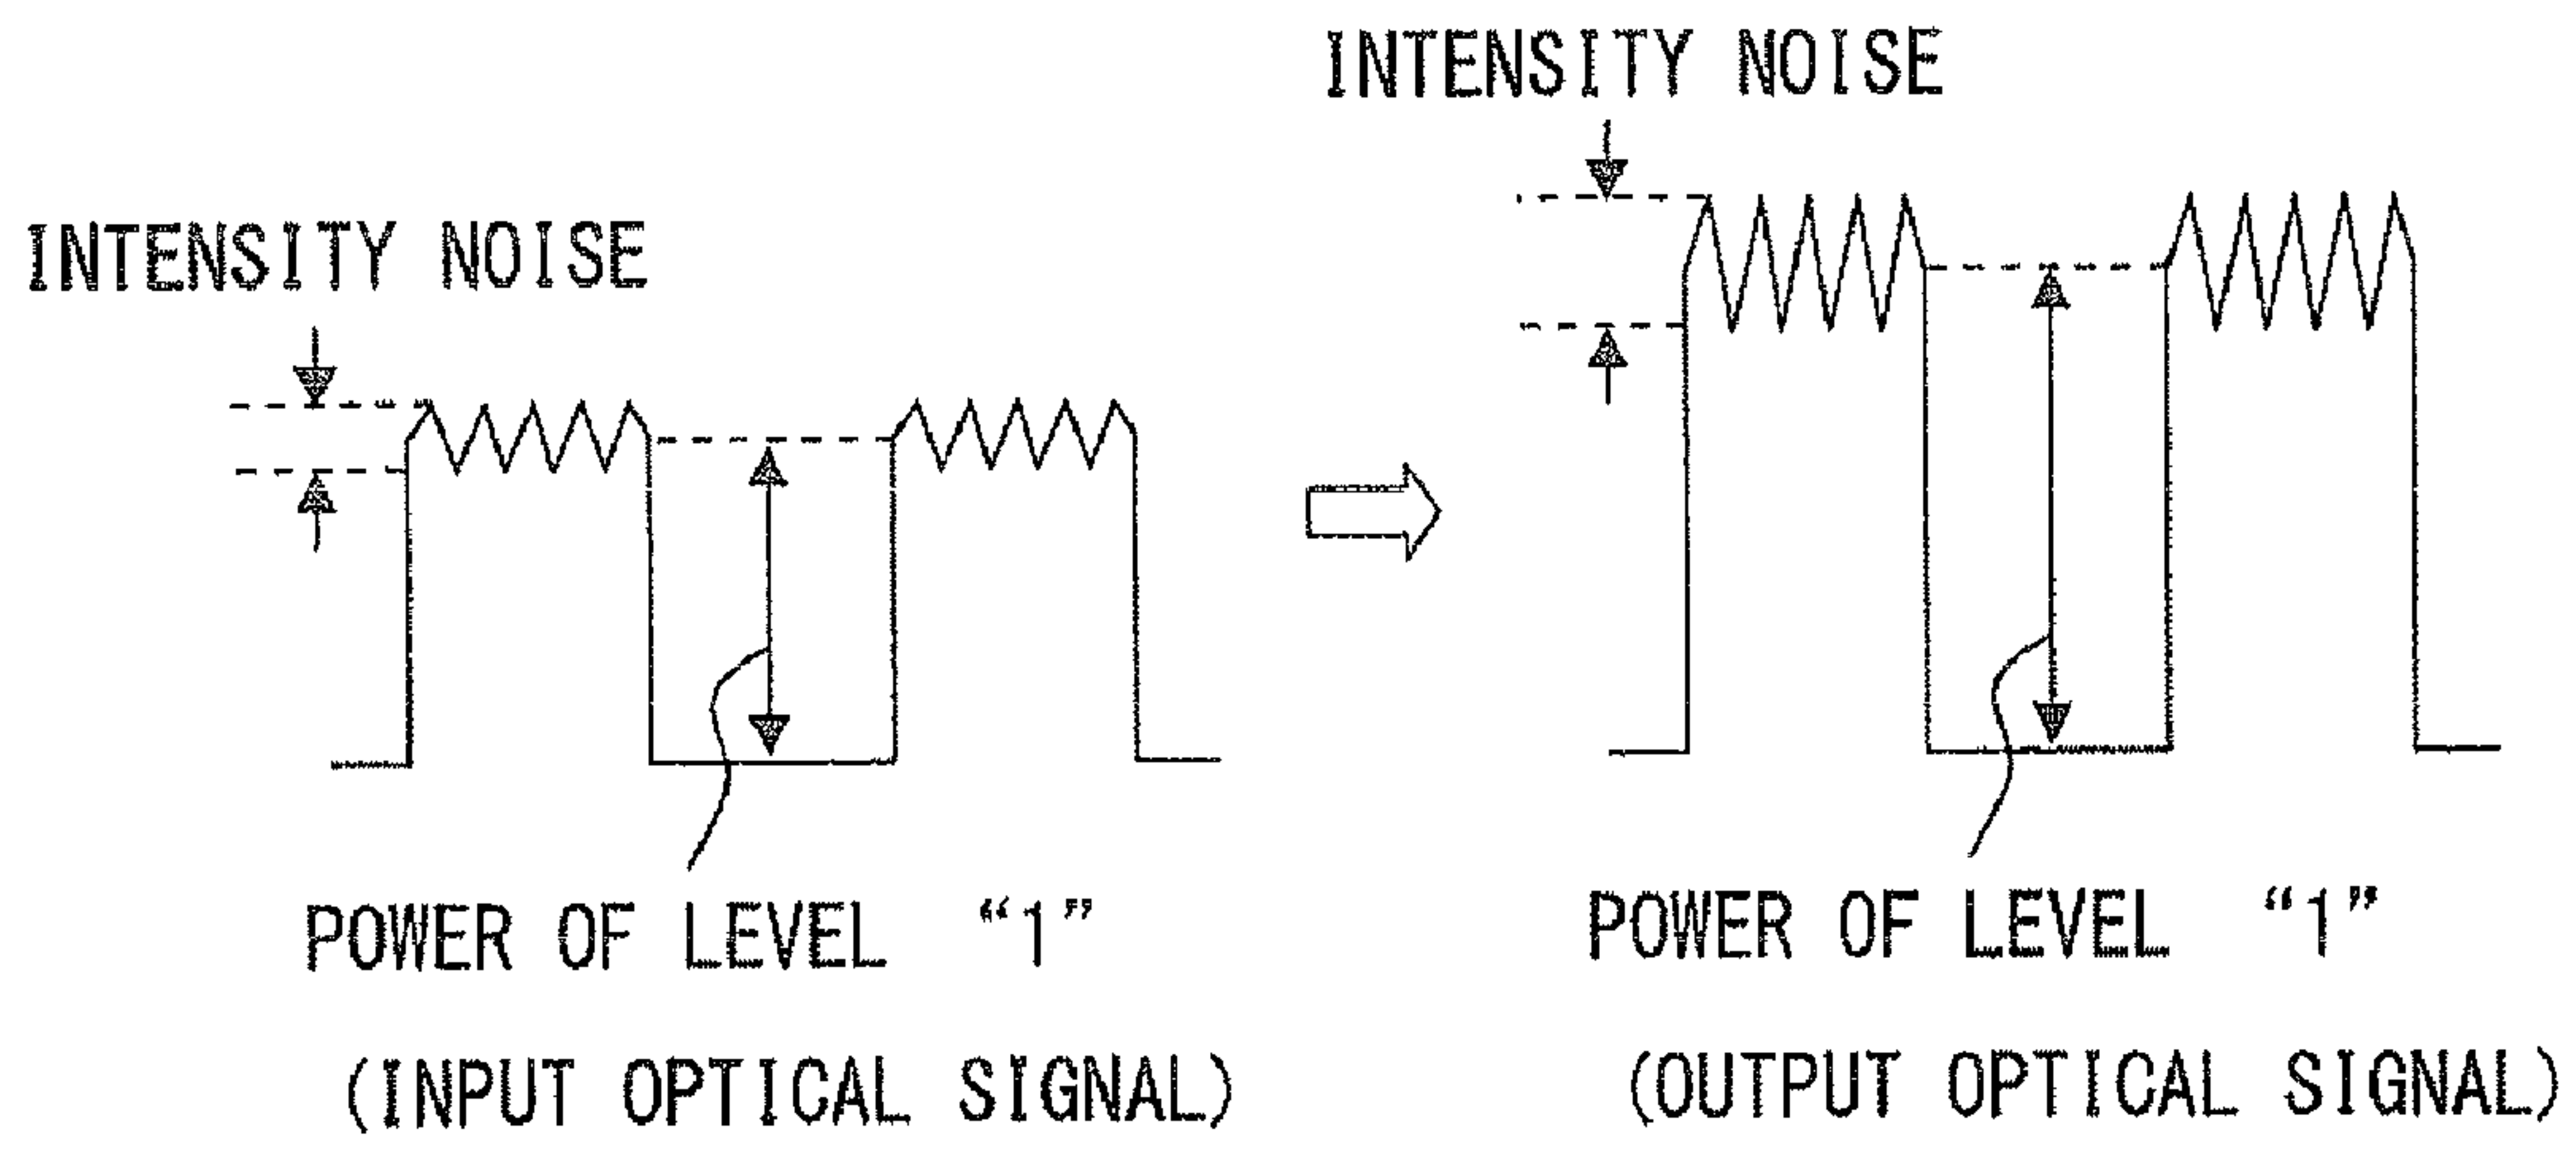 INTENSITY NOISE
INTENSITY NOISE
POWER OF LEVEL “1”
(INPUT OPTICAL SIGNAL)
POWER OF LEVEL “1”
(OUTPUT OPTICAL SIGNAL)